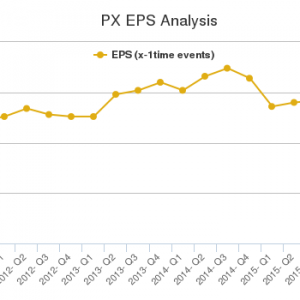 PX EPS Analysis
EPS (x-1time events)
2012- Q2
2012- Q3
2012- Q4
2013- Q1
2013- Q2
2013- Q3
2013- Q4
2014- Q1
2014- Q2
2014- Q3
2014- Q4
2015- Q1
2015- Q2